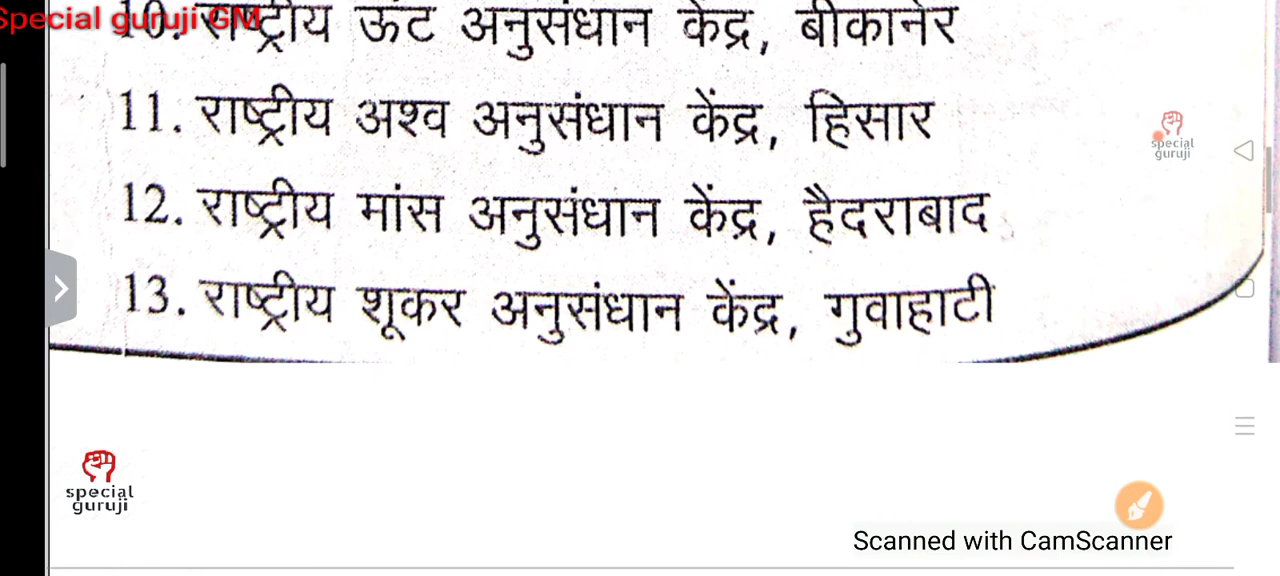 Special guruji GM
10. राष्ट्रीय ऊंट अनुसंधान केंद्र, बीकानेर
11. राष्ट्रीय अश्व अनुसंधान केंद्र, हिसार
12. राष्ट्रीय मांस अनुसंधान केंद्र, हैदराबाद
13. राष्ट्रीय शूकर अनुसंधान केंद्र, गुवाहाटी
special
guruji
special
guruji
Scanned with CamScanner